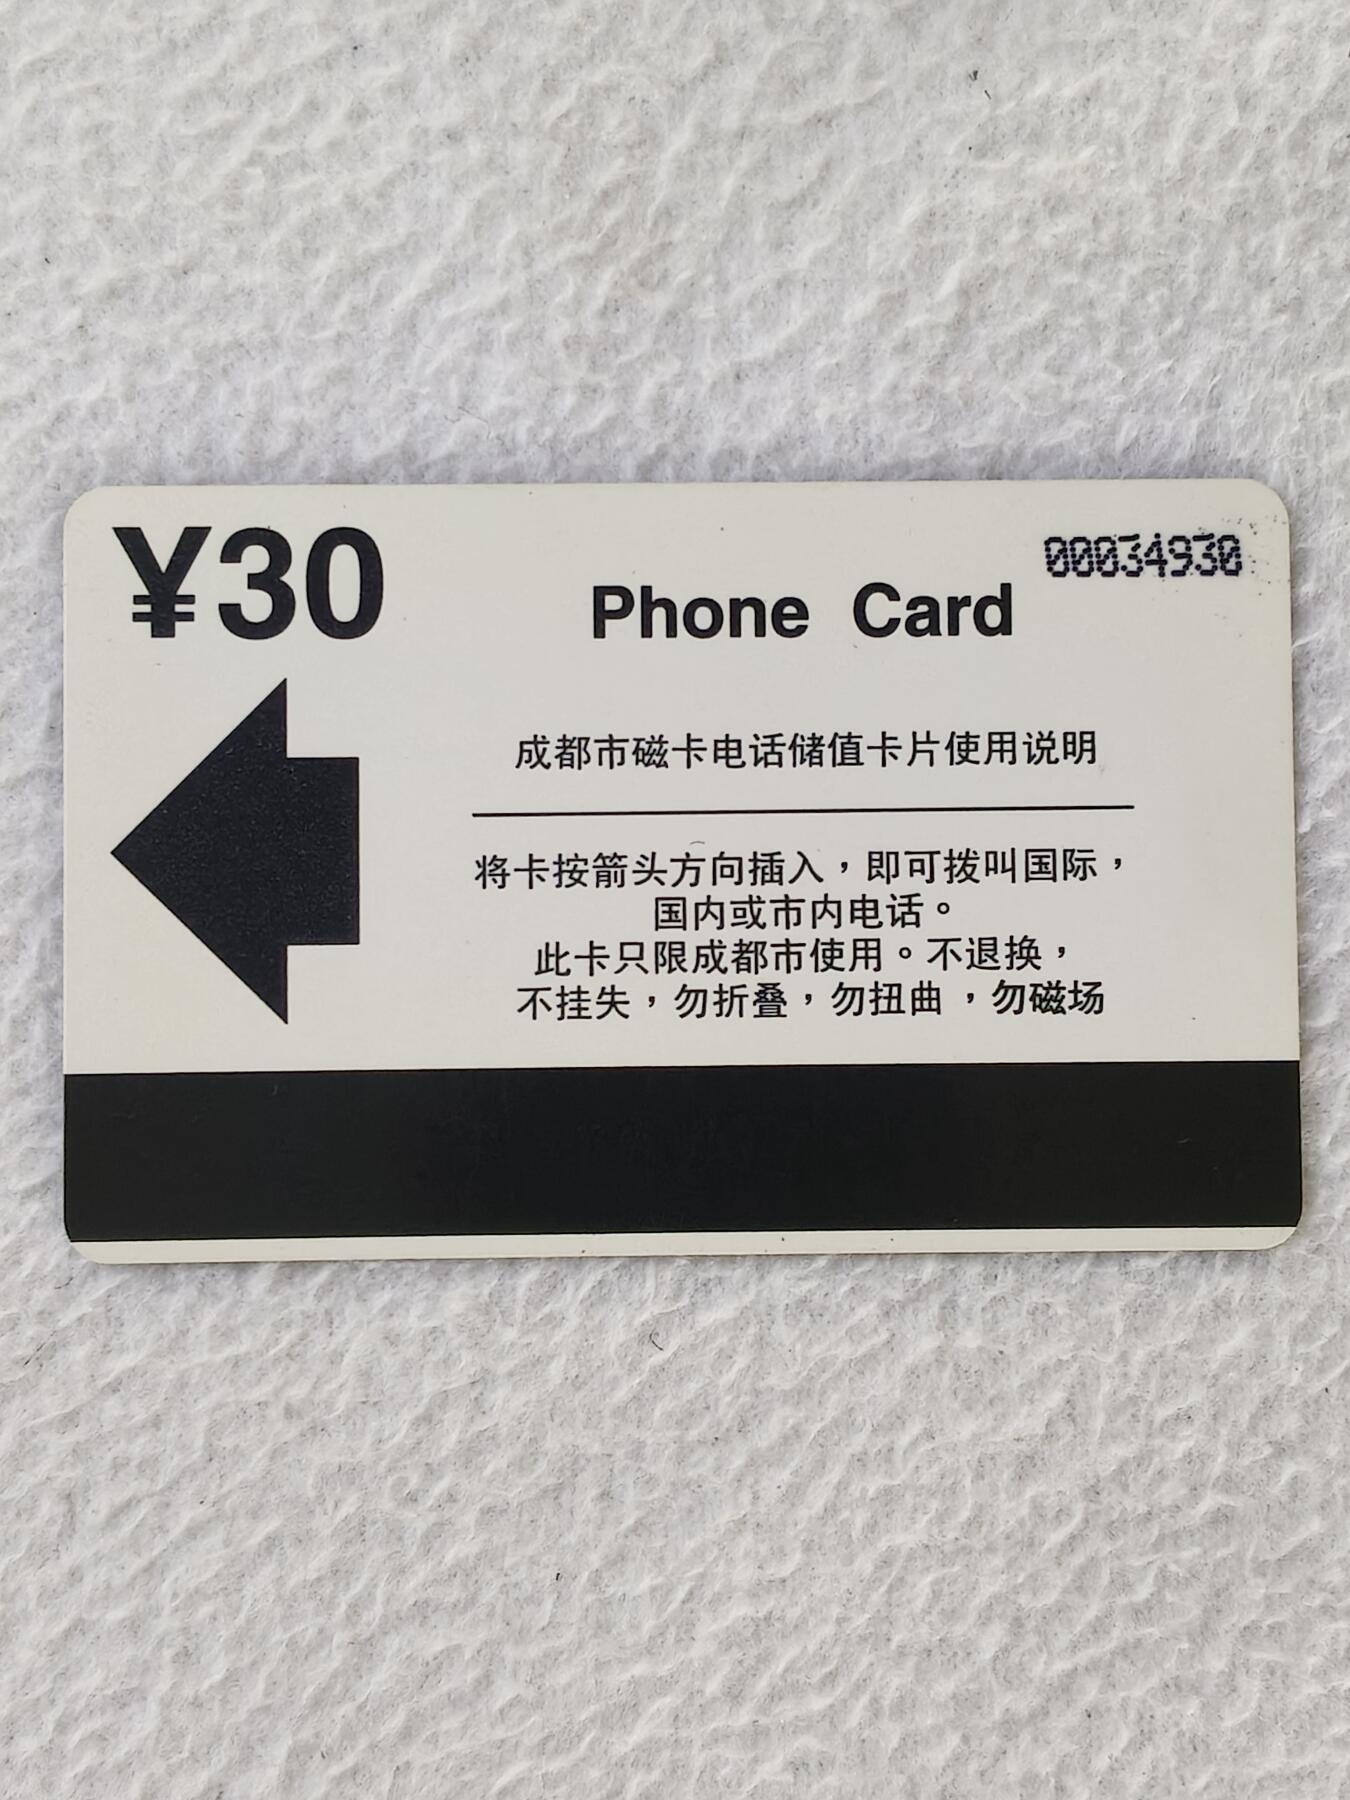 ¥30
00034930
Phone Card
成都市磁卡电话储值卡片使用说明
将卡按箭头方向插入，即可拨叫国际，
国内或市内电话。
此卡只限成都市使用。不退换，
不挂失，勿折叠，勿扭曲，勿磁场